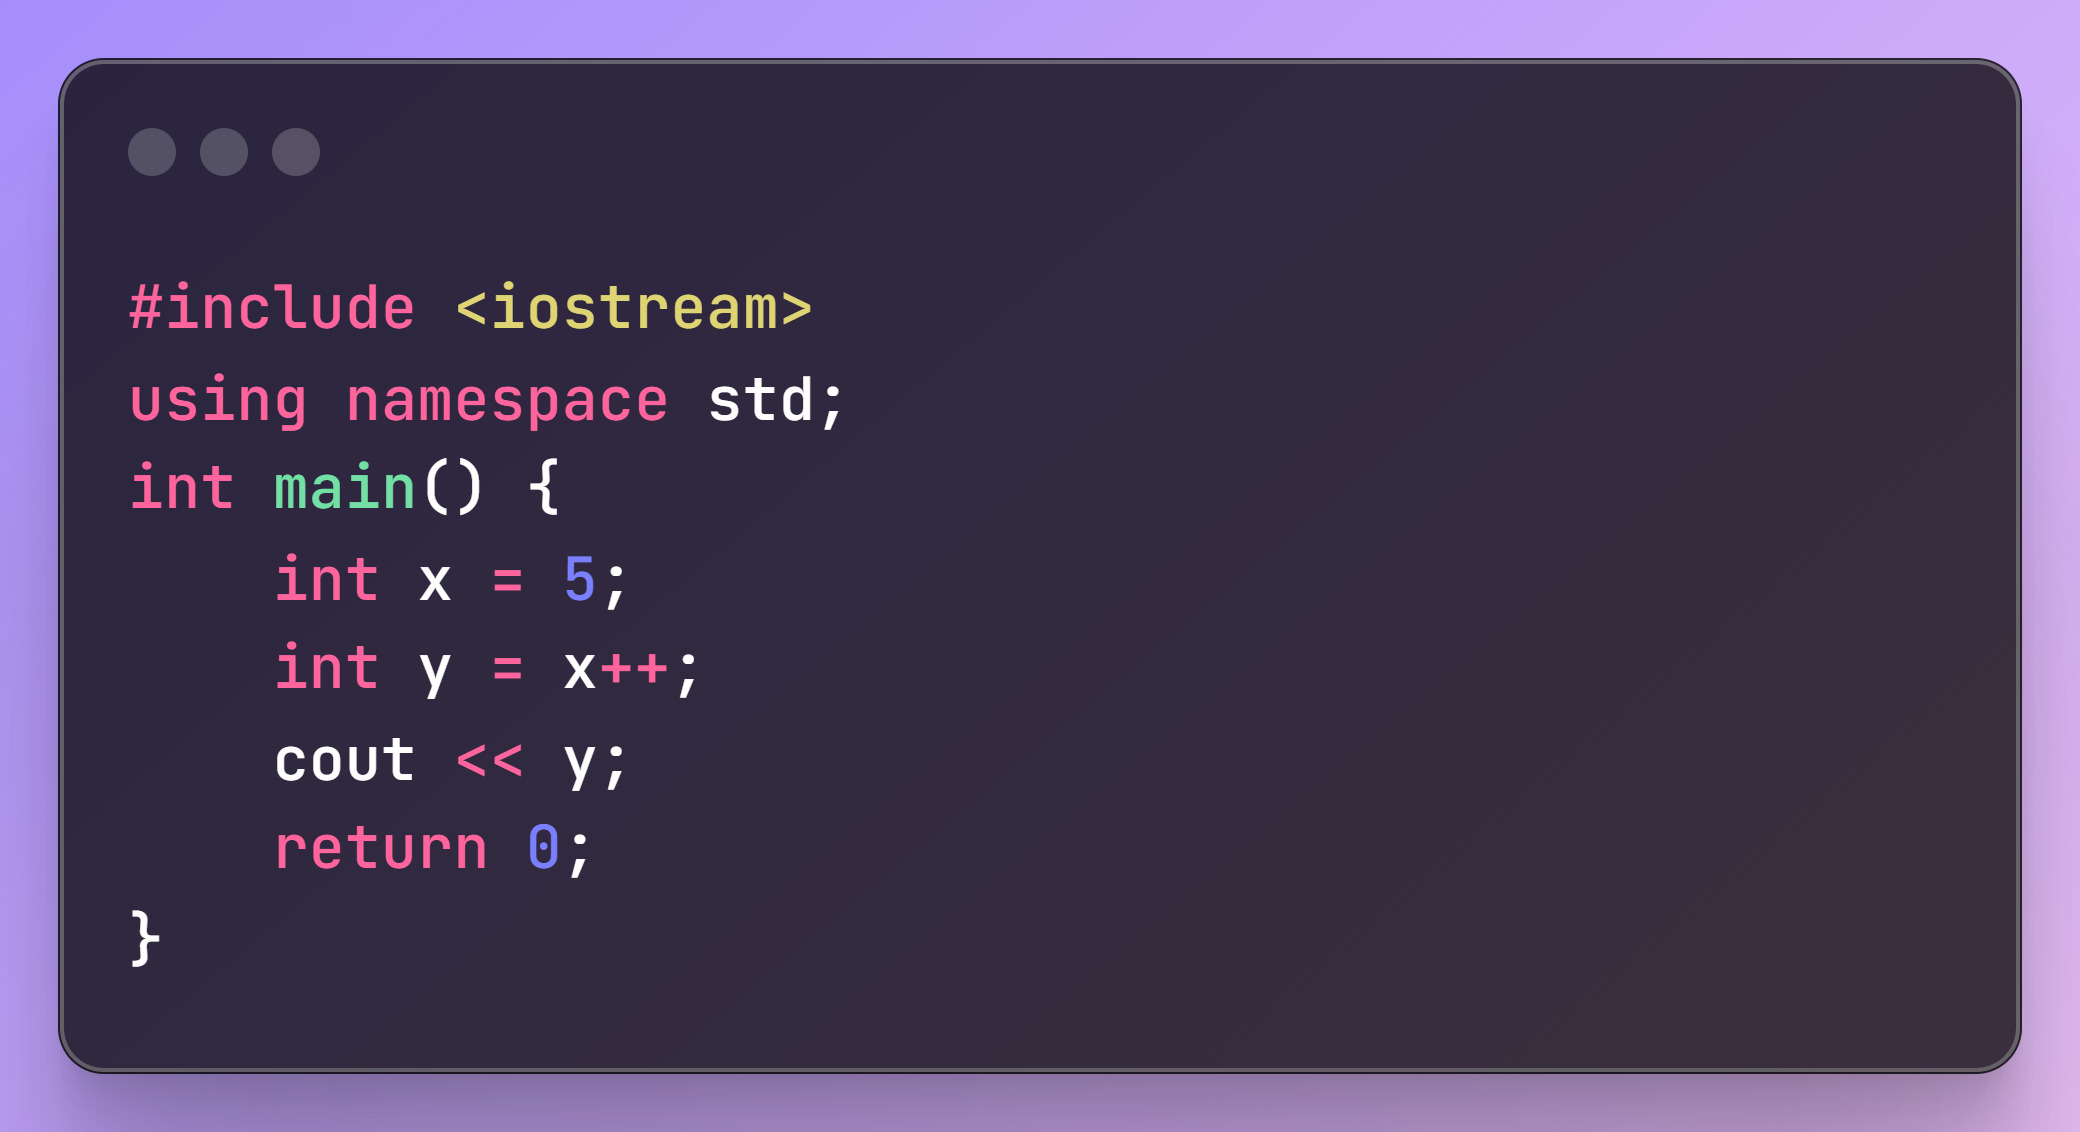 #include <iostream>
using namespace std;
int main() {
    int x = 5;
    int y = x++;
    cout << y;
    return 0;
}